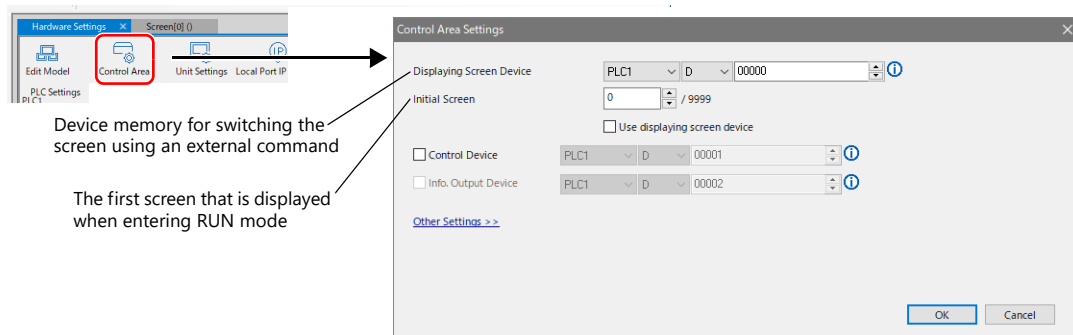 Hardware Settings × Screen[0] ()
Edit Model Control Area Unit Settings Local Port IP
PLC Settings
PLC1
Device memory for switching the
screen using an external command
The first screen that is displayed
when entering RUN mode
Control Area Settings ×
Displaying Screen Device PLC1 D 00000
Initial Screen 0 / 9999
Use displaying screen device
Control Device PLC1 D 00001
Info. Output Device PLC1 D 00002
Other Settings >>
OK Cancel